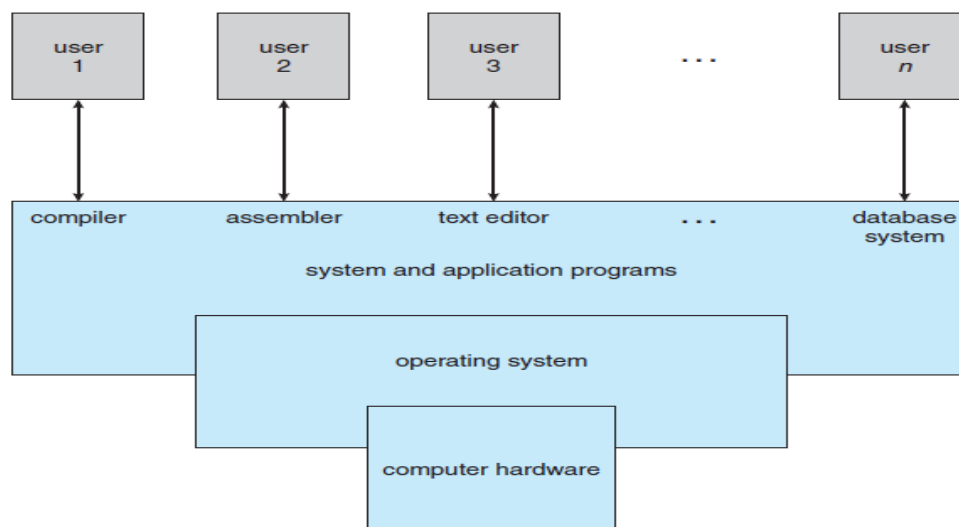 user
1
user
2
user
3
...
user
n
compiler
assembler
text editor
...
database
system
system and application programs
operating system
computer hardware